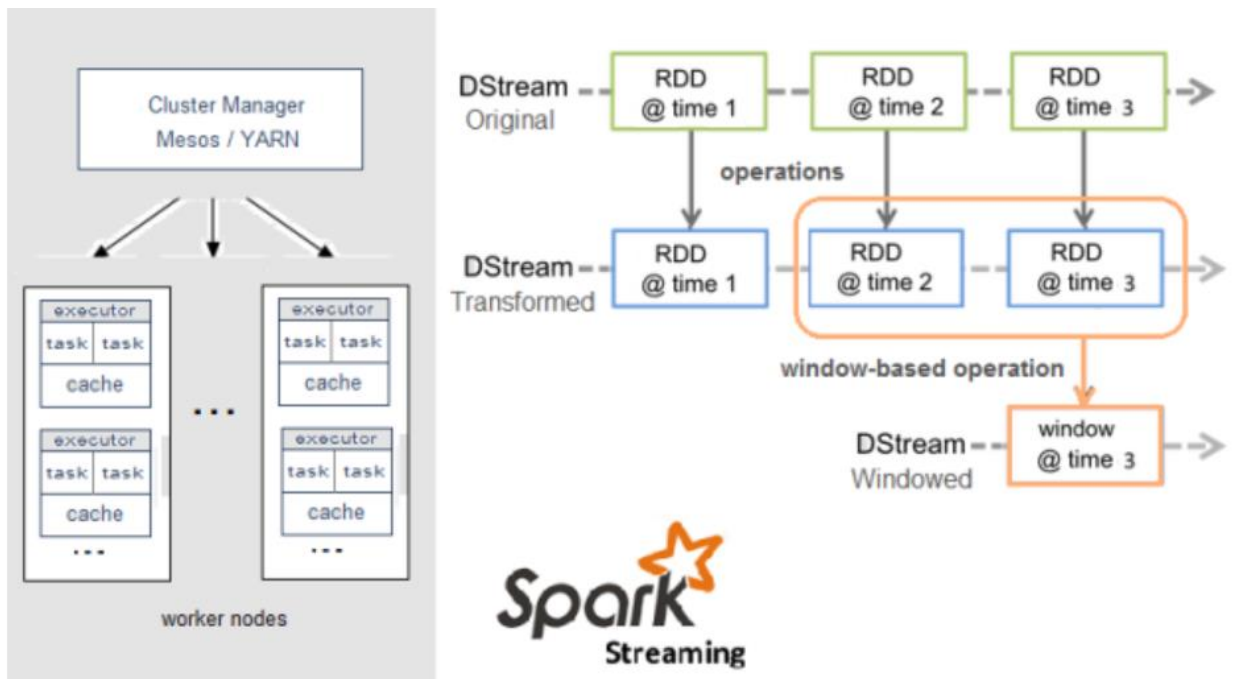 Cluster Manager
Mesos / YARN
executor
task task
cache
executor
task task
cache
...
...
executor
task task
cache
executor
task task
cache
...
worker nodes
DStream
Original
RDD
@ time 1
RDD
@ time 2
RDD
@ time 3
operations
DStream
Transformed
RDD
@ time 1
RDD
@ time 2
RDD
@ time 3
window-based operation
DStream
Windowed
window
@ time 3
Spark
Streaming